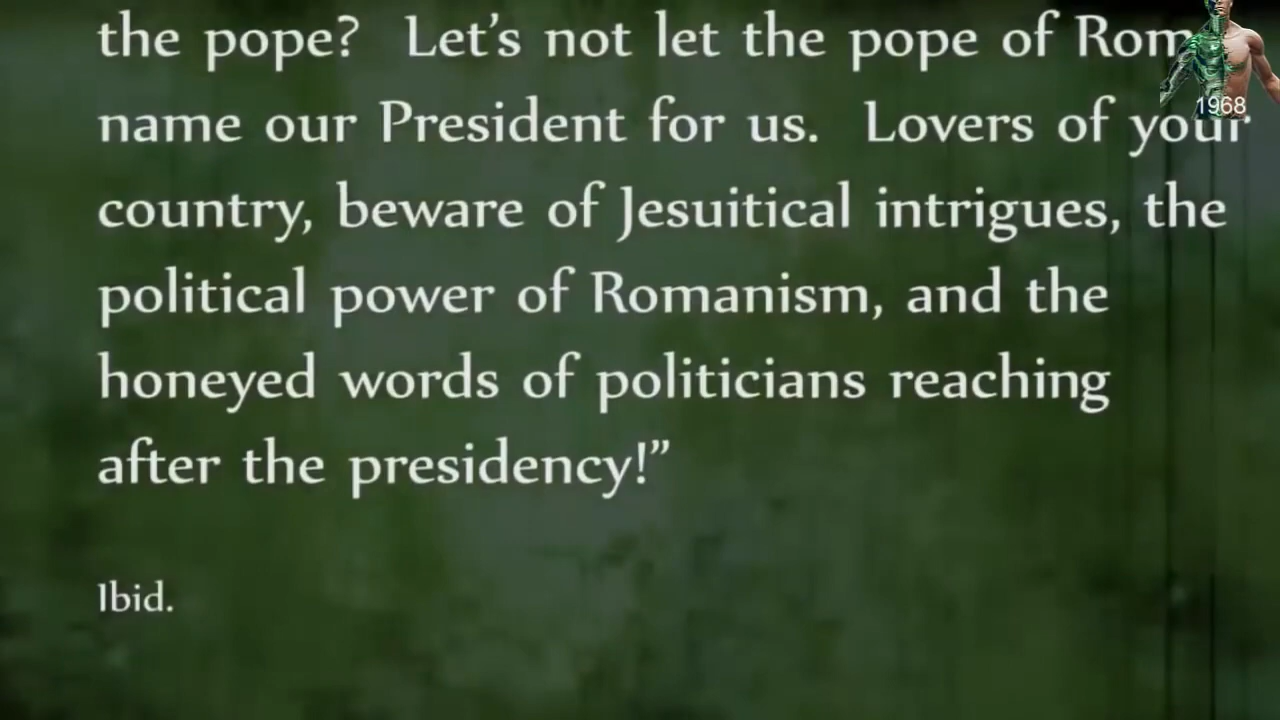 the pope? Let’s not let the pope of Rom
name our President for us. Lovers of your
country, beware of Jesuitical intrigues, the
political power of Romanism, and the
honeyed words of politicians reaching
after the presidency!”
Ibid.
1968